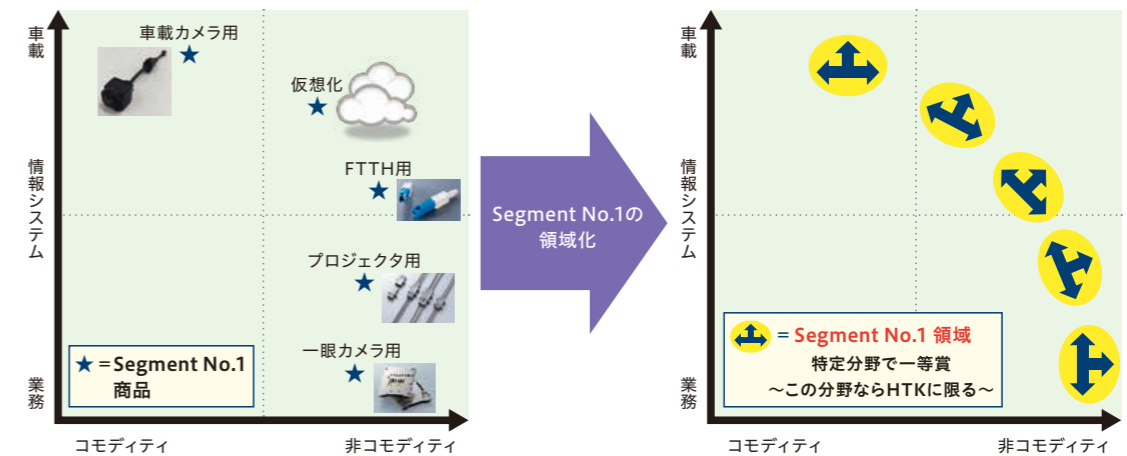 車載
情報システム
業務
車載カメラ用
★
仮想化
★
FTTH用
★
プロジェクタ用
★
一眼カメラ用
★
★=Segment No.1
商品
コモディティ
非コモディティ
Segment No.1の
領域化
車載
情報システム
業務
= Segment No.1 領域
特定分野で一等賞
～この分野ならHTKに限る～
コモディティ
非コモディティ